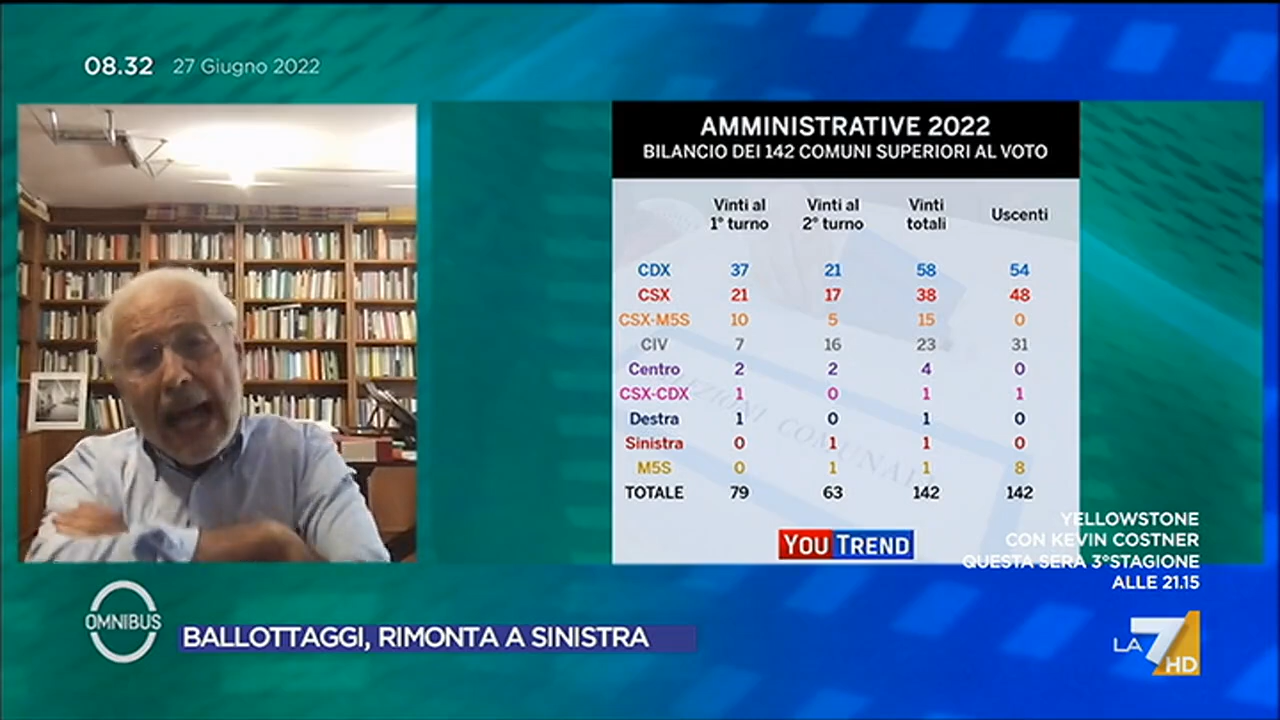 08.32 27 Giugno 2022
AMMINISTRATIVE 2022
BILANCIO DEI 142 COMUNI SUPERIORI AL VOTO
Vinti al 1° turno Vinti al 2° turno Vinti totali Uscenti
CDX 37 21 58 54
CSX 21 17 38 48
CSX-M5S 10 5 15 0
CIV 7 16 23 31
Centro 2 2 4 0
CSX-CDX 1 0 1 1
Destra 1 0 1 0
Sinistra 0 1 1 0
M5S 0 1 1 8
TOTALE 79 63 142 142
ELEZIONI COMUNALI
YOUTREND
YELLOWSTONE
CON KEVIN COSTNER
QUESTA SERA 3°STAGIONE
ALLE 21.15
OMNIBUS
BALLOTTAGGI, RIMONTA A SINISTRA
LA 7 HD